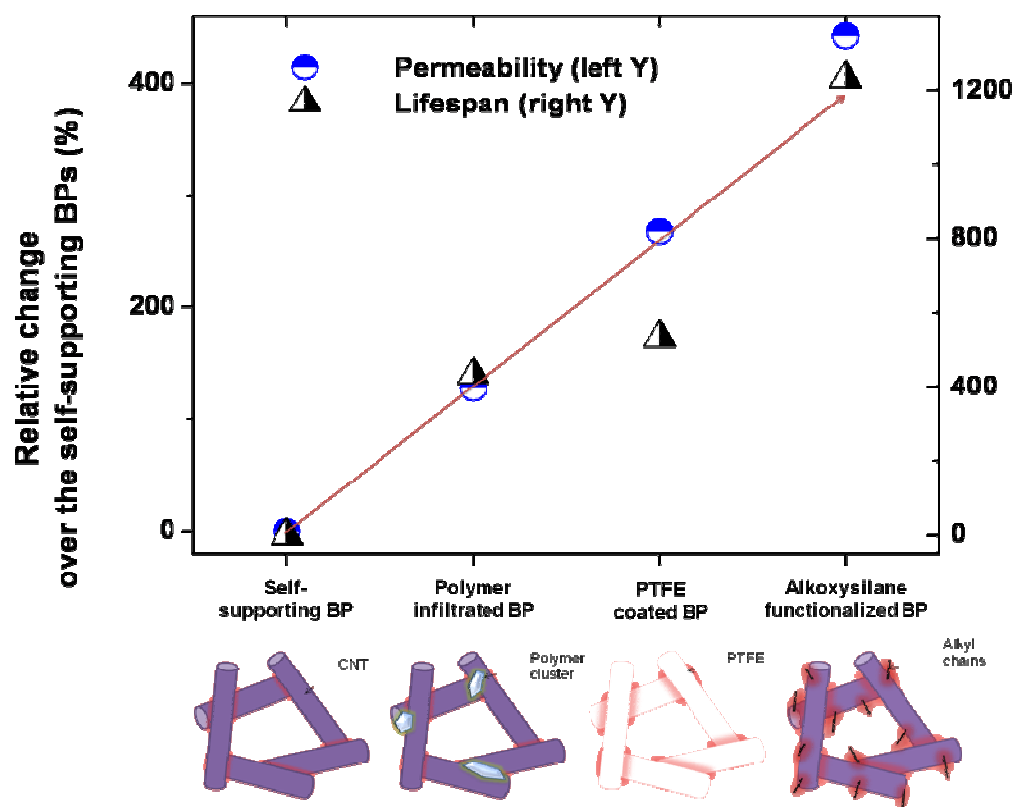 Permeability (left Y)
Lifespan (right Y)
Relative change
over the self-supporting BPs (%)
400
200
0
1200
800
400
0
Self-
supporting BP
Polymer
infiltrated BP
PTFE
coated BP
Alkoxysilane
functionalized BP
CNT
Polymer
cluster
PTFE
Alkyl
chains